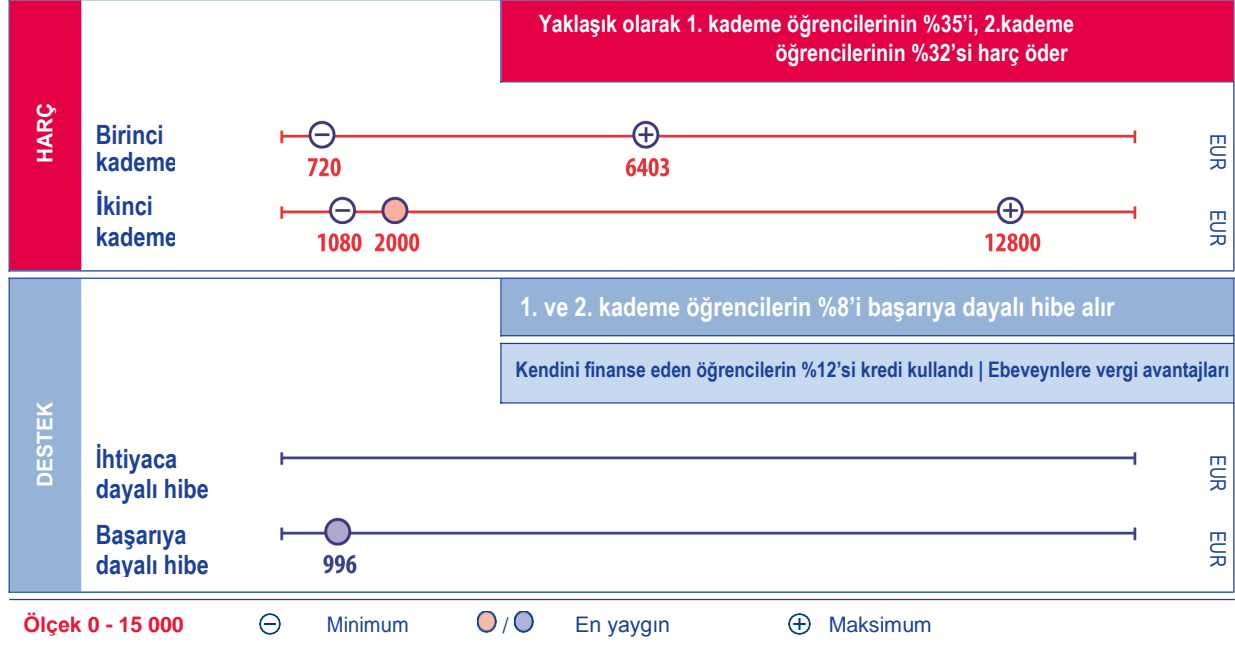 Yaklaşık olarak 1. kademe öğrencilerinin %35'i, 2.kademe
öğrencilerinin %32'si harç öder
HARÇ
Birinci
kademe
720
6403
EUR
İkinci
kademe
1080 2000
12800
EUR
1. ve 2. kademe öğrencilerin %8'i başarıya dayalı hibe alır
Kendini finanse eden öğrencilerin %12'si kredi kullandı | Ebeveynlere vergi avantajları
DESTEK
İhtiyaca
dayalı hibe
EUR
Başarıya
dayalı hibe
996
EUR
Ölçek 0 - 15 000
Minimum
/
En yaygın
Maksimum